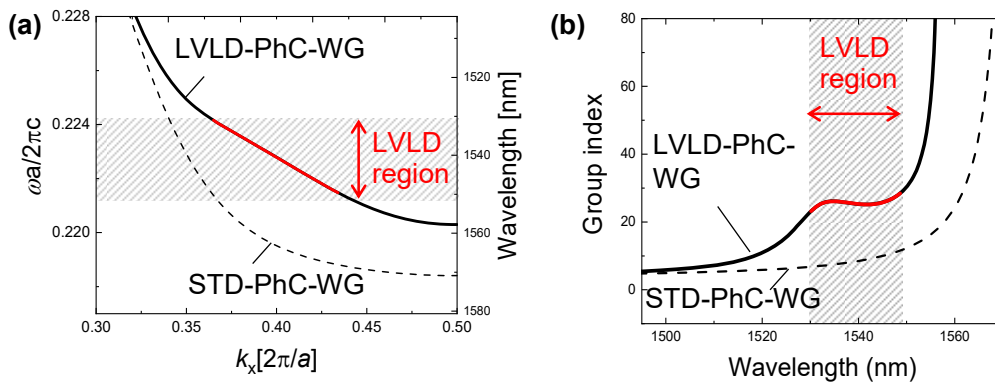 (a)
0.228
0.224
0.220
ωa/2πc
LVLD-PhC-WG
LVLD
region
STD-PhC-WG
1520
1540
1560
1580
Wavelength [nm]
0.30
0.35
0.40
0.45
0.50
kx[2π/a]
(b)
80
60
40
20
0
Group index
LVLD
region
LVLD-PhC-
WG
STD-PhC-WG
1500
1520
1540
1560
Wavelength (nm)